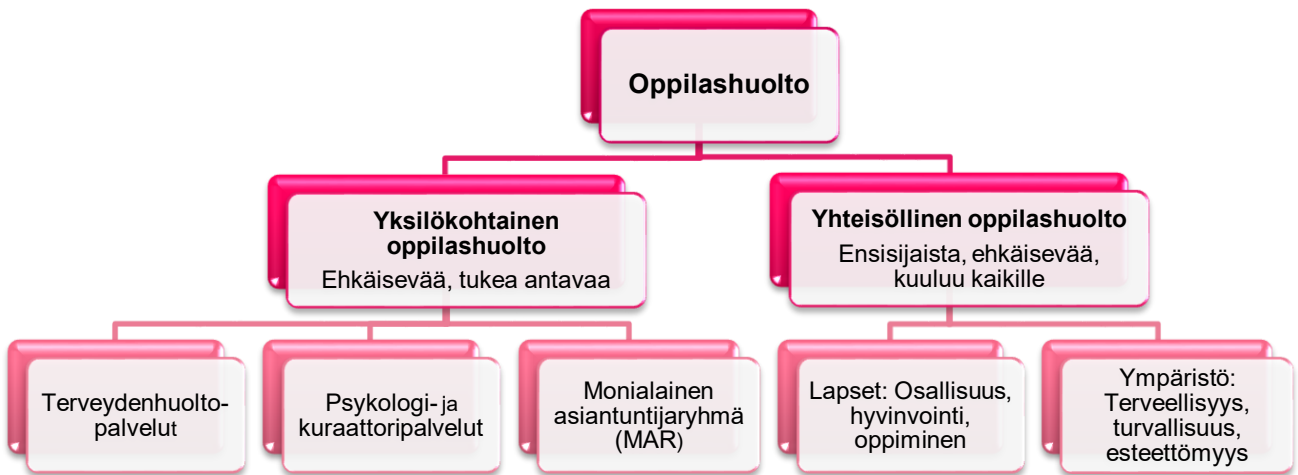 Oppilashuolto
Yksilökohtainen
oppilashuolto
Ehkäisevää, tukea antavaa
Yhteisöllinen oppilashuolto
Ensisijaista, ehkäisevää,
kuuluu kaikille
Terveydenhuolto-
palvelut
Psykologi- ja
kuraattoripalvelut
Monialainen
asiantuntijaryhmä
(MAR)
Lapset: Osallisuus,
hyvinvointi,
oppiminen
Ympäristö:
Terveellisyys,
turvallisuus,
esteettömyys